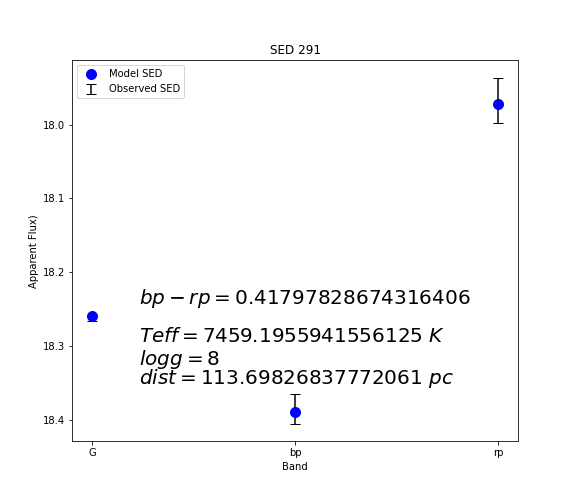 SED 291
Model SED
Observed SED
18.0
18.1
18.2
18.3
18.4
Apparent Flux)
bp − rp = 0.41797828674316406
Teff = 7459.1955941556125 K
logg = 8
dist = 113.69826837772061 pc
G
bp
rp
Band